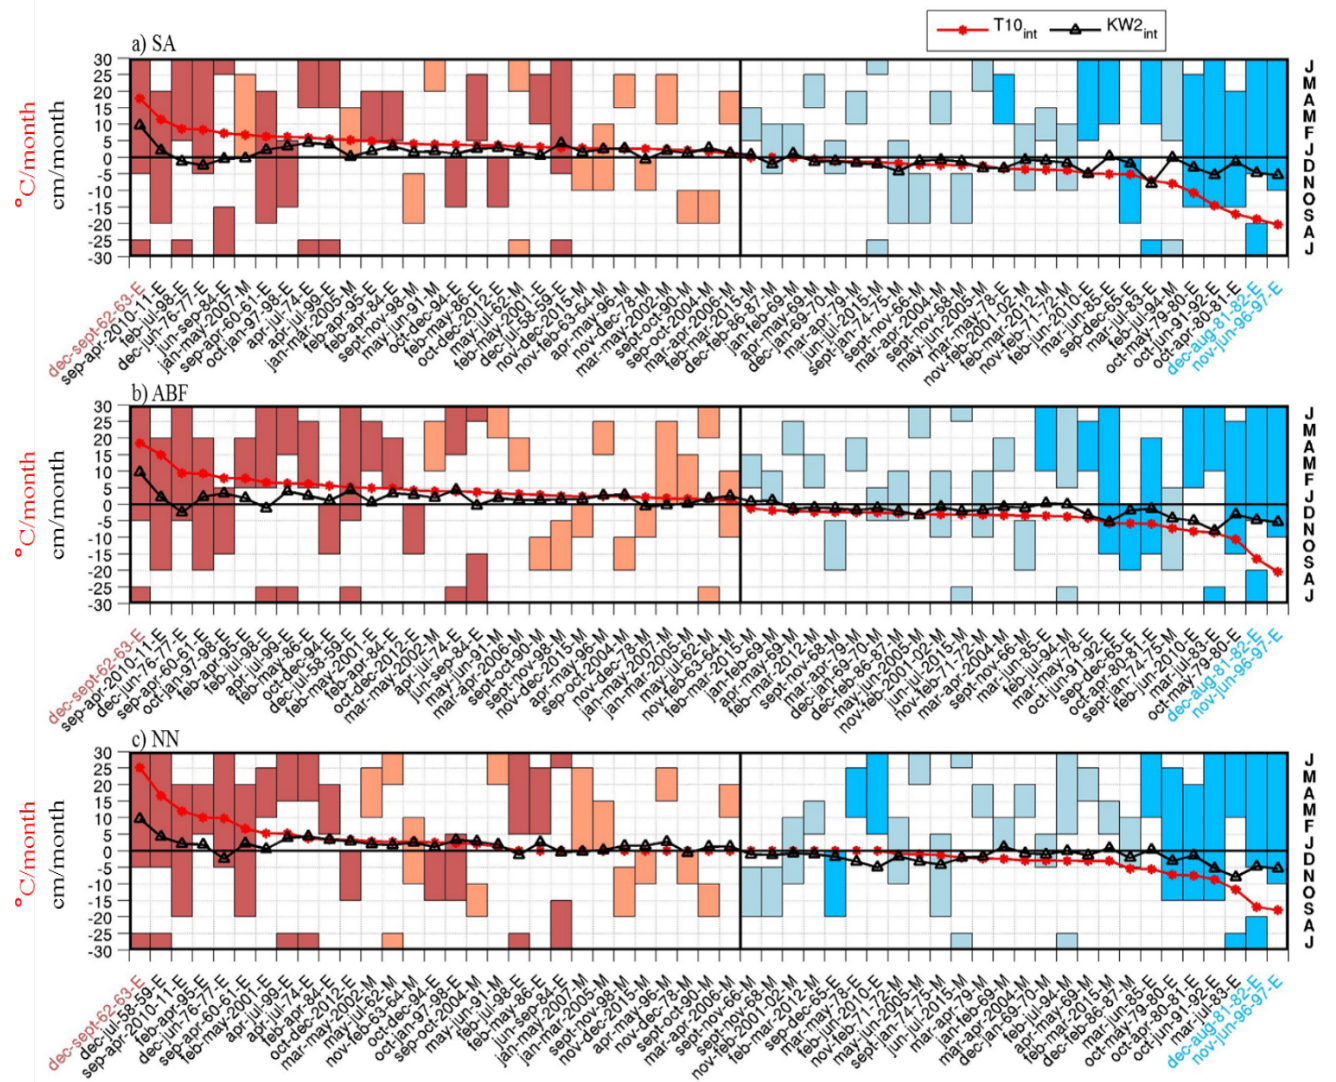 T10int KW2int
a) SA
°C/month
cm/month
30
25
20
15
10
5
0
-5
-10
-15
-20
-25
-30
J
M
A
M
F
J
D
N
O
S
A
J
dec-sept-62-63-E
sep-apr-2010-11-E
feb-jul-98-E
dec-jun-76-77-E
jun-sep-84-E
jan-may-2007-M
sep-apr-60-61-E
oct-jan-97-98-E
apr-jul-74-E
apr-jul-99-E
jan-mar-2005-M
feb-apr-95-E
feb-apr-84-E
sept-nov-98-M
may-jun-91-M
oct-dec-94-E
feb-may-86-E
oct-dec-2012-E
may-jul-62-M
feb-may-2001-E
dec-jul-58-59-E
nov-dec-2015-M
nov-feb-63-64-M
apr-may-96-M
nov-dec-78-M
mar-may-2002-M
sept-oct-90-M
sep-oct-2004-M
mar-apr-2006-M
feb-mar-2015-M
dec-feb-86-87-M
jan-feb-69-M
apr-may-69-M
dec-jan-69-70-M
mar-apr-79-M
jun-jul-2015-M
sept-jan-74-75-M
sept-nov-66-M
mar-apr-2004-M
sept-nov-68-M
may-jun-2005-M
mar-may-78-E
nov-feb-2001-02-M
feb-mar-2012-M
nov-feb-71-72-M
feb-jun-2010-E
mar-jun-85-E
sep-dec-65-E
mar-jul-83-E
feb-jul-94-M
oct-may-79-80-E
oct-jun-91-92-E
oct-apr-80-81-E
dec-aug-81-82-E
nov-jun-96-97-E
b) ABF
°C/month
cm/month
30
25
20
15
10
5
0
-5
-10
-15
-20
-25
-30
J
M
A
M
F
J
D
N
O
S
A
J
dec-sept-62-63-E
sep-apr-2010-11-E
dec-jun-76-77-E
sep-apr-60-61-E
oct-jan-97-98-E
feb-apr-95-E
feb-jul-98-E
apr-jul-99-E
feb-may-86-E
oct-dec-94-E
dec-jul-58-59-E
feb-may-2001-E
feb-apr-84-E
oct-dec-2012-E
mar-may-2002-M
apr-jul-74-E
jun-sep-84-E
may-jun-91-M
mar-apr-2006-M
sept-oct-90-M
sept-nov-98-M
nov-dec-2015-M
apr-may-96-M
sep-oct-2004-M
nov-dec-78-M
jan-may-2007-M
jan-mar-2005-M
may-jul-62-M
nov-feb-63-64-M
feb-mar-2015-M
jan-feb-69-M
apr-may-69-M
feb-mar-2012-M
sept-nov-68-M
mar-apr-79-M
dec-jan-69-70-M
dec-feb-86-87-M
may-jun-2005-M
nov-feb-2001-02-M
jun-jul-2015-M
nov-feb-71-72-M
mar-apr-2004-M
sept-nov-66-M
mar-jun-85-E
feb-jul-94-M
mar-may-78-E
oct-jun-91-92-E
sep-dec-65-E
oct-apr-80-81-E
sept-jan-74-75-M
feb-jun-2010-E
mar-jul-83-E
oct-may-79-80-E
dec-aug-81-82-E
nov-jun-96-97-E
c) NN
°C/month
cm/month
30
25
20
15
10
5
0
-5
-10
-15
-20
-25
-30
J
M
A
M
F
J
D
N
O
S
A
J
dec-sept-62-63-E
dec-jul-58-59-E
sep-apr-2010-11-E
feb-apr-95-E
dec-jun-76-77-E
sep-apr-60-61-E
feb-may-2001-E
apr-jul-99-E
apr-jul-74-E
feb-apr-84-E
oct-dec-2012-E
mar-may-2002-M
may-jul-62-M
nov-feb-63-64-M
oct-dec-94-E
oct-jan-97-98-E
sep-oct-2004-M
may-jun-91-M
feb-jul-98-E
feb-may-86-E
jun-sep-84-E
jan-may-2007-M
jan-mar-2005-M
sept-nov-98-M
nov-dec-2015-M
apr-may-96-M
nov-dec-78-M
sept-oct-90-M
mar-apr-2006-M
sept-nov-66-M
sept-nov-68-M
nov-feb-2001-02-M
feb-mar-2012-M
sep-dec-65-E
mar-may-78-E
feb-jun-2010-E
nov-feb-71-72-M
may-jun-2005-M
sept-jan-74-75-M
jun-jul-2015-M
mar-apr-79-M
jan-feb-69-M
mar-apr-2004-M
dec-jan-69-70-M
feb-jul-94-M
apr-may-69-M
feb-mar-2015-M
dec-feb-86-87-M
mar-jun-85-E
oct-may-79-80-E
oct-apr-80-81-E
oct-jun-91-92-E
mar-jul-83-E
dec-aug-81-82-E
nov-jun-96-97-E